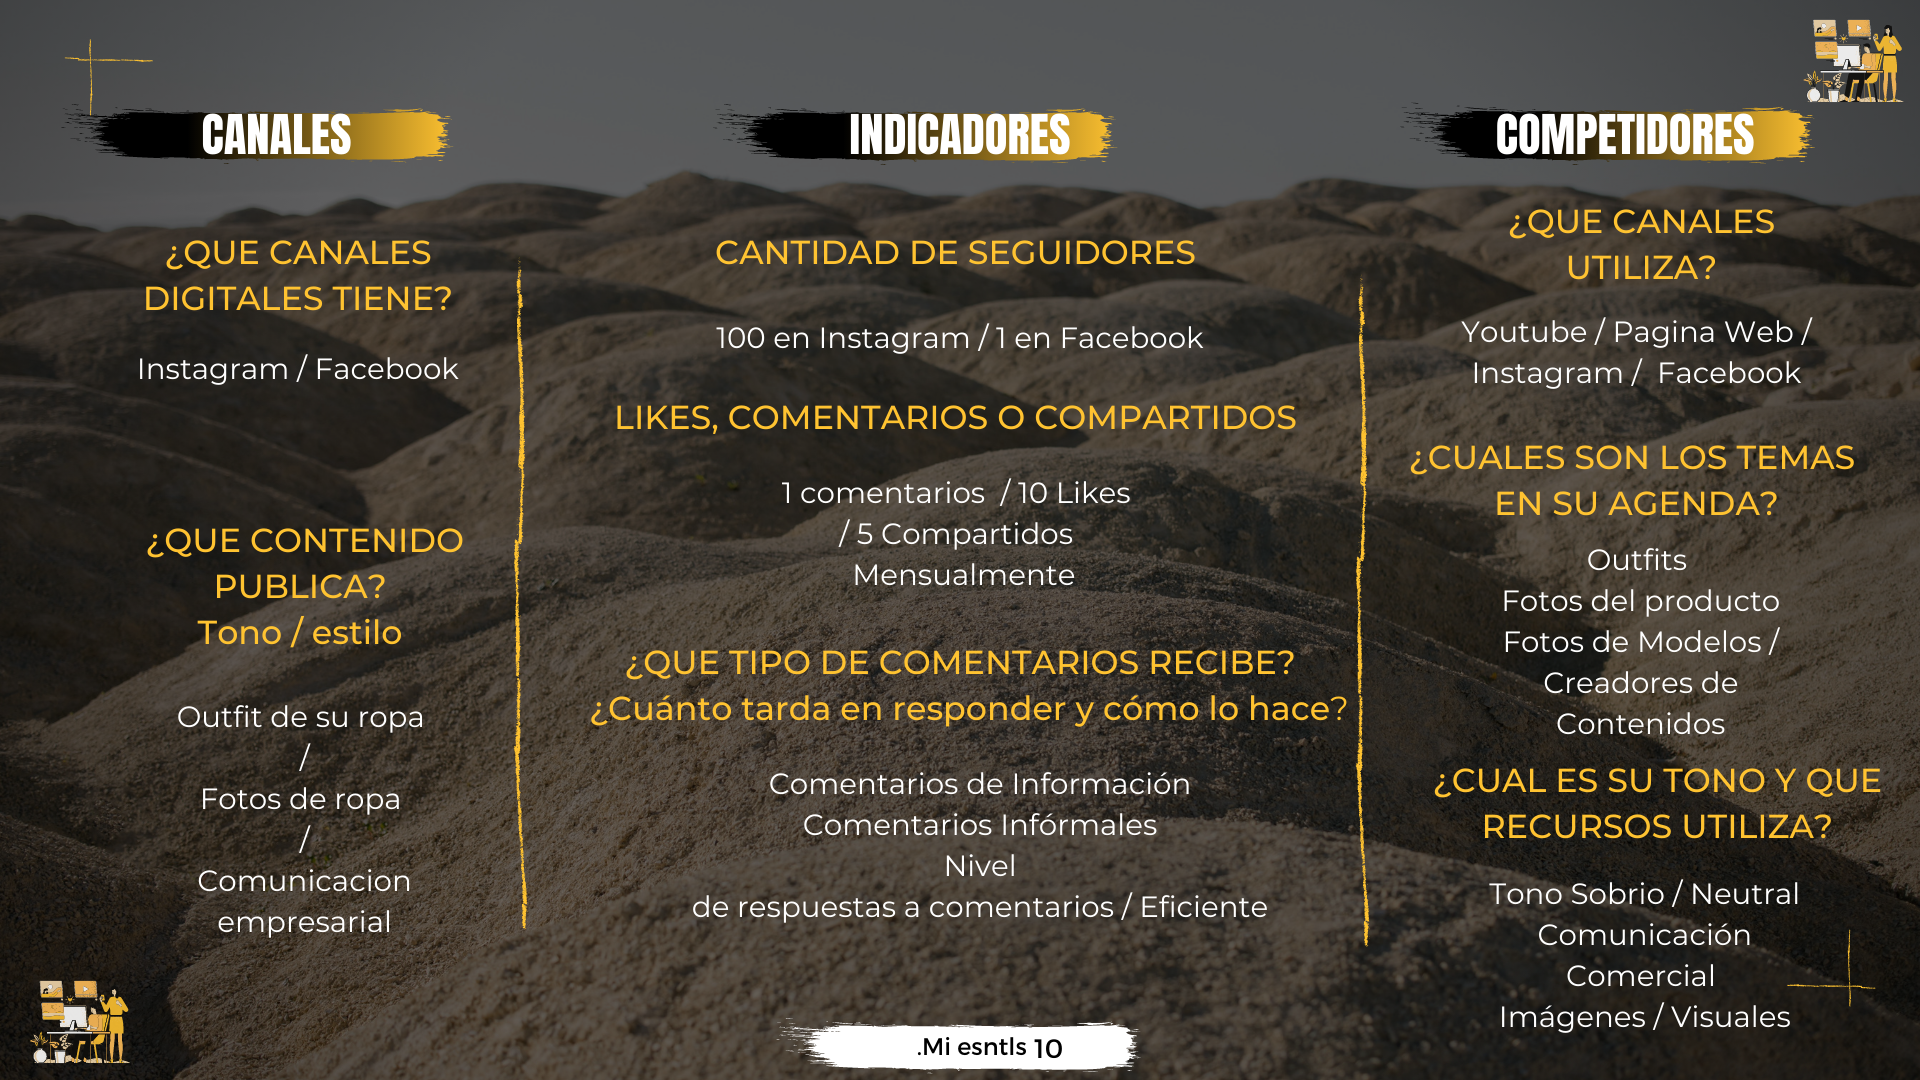 CANALES
¿QUE CANALES
DIGITALES TIENE?
Instagram / Facebook
¿QUE CONTENIDO
PUBLICA?
Tono / estilo
Outfit de su ropa
/
Fotos de ropa
/
Comunicacion
empresarial
INDICADORES
CANTIDAD DE SEGUIDORES
100 en Instagram / 1 en Facebook
LIKES, COMENTARIOS O COMPARTIDOS
1 comentarios / 10 Likes
/ 5 Compartidos
Mensualmente
¿QUE TIPO DE COMENTARIOS RECIBE?
¿Cuánto tarda en responder y cómo lo hace?
Comentarios de Información
Comentarios Infórmales
Nivel
de respuestas a comentarios / Eficiente
COMPETIDORES
¿QUE CANALES
UTILIZA?
Youtube / Pagina Web /
Instagram / Facebook
¿CUALES SON LOS TEMAS
EN SU AGENDA?
Outfits
Fotos del producto
Fotos de Modelos /
Creadores de
Contenidos
¿CUAL ES SU TONO Y QUE
RECURSOS UTILIZA?
Tono Sobrio / Neutral
Comunicación
Comercial
Imágenes / Visuales
.Mi esntls 10